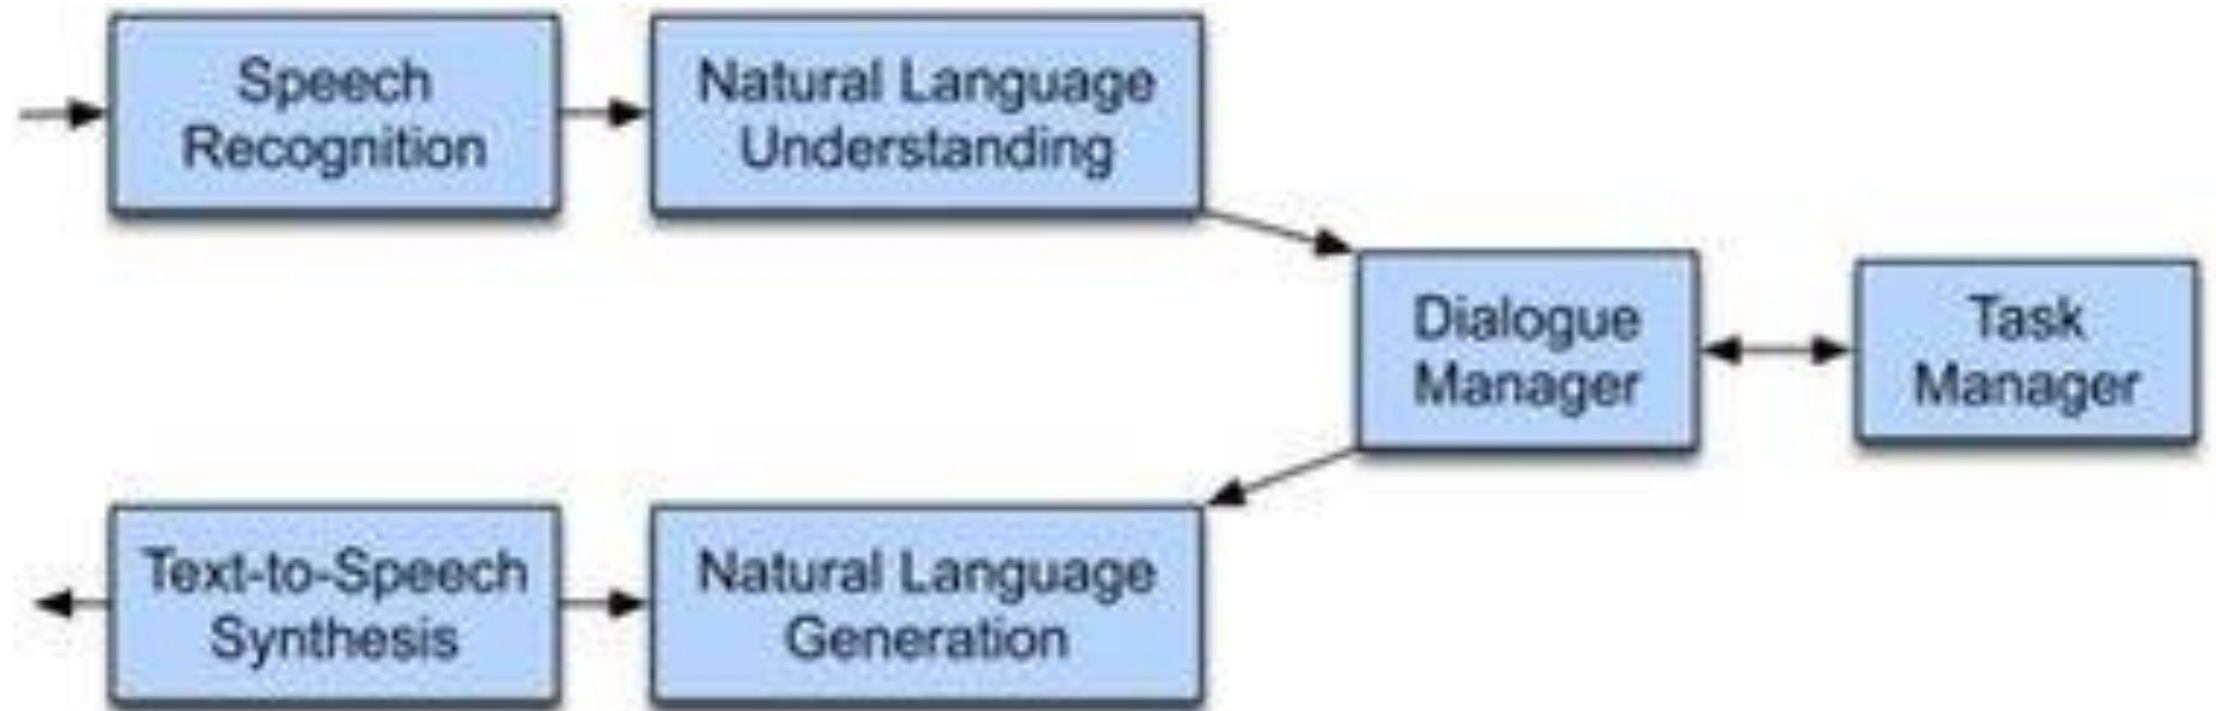 Speech
Recognition
Natural Language
Understanding
Dialogue
Manager
Task
Manager
Text-to-Speech
Synthesis
Natural Language
Generation